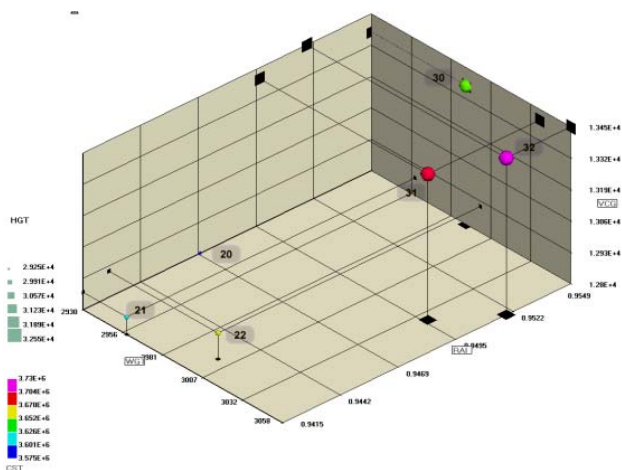 30
1.345E+4
32
1.332E+4
31
1.319E+4
VCG
HGT
1.306E+4
20
1.293E+4
2.925E+4
2.991E+4
3.057E+4
3.123E+4
3.189E+4
3.255E+4
1.28E+4
2930
21
22
0.9549
2956
0.9522
WGT
2981
0.9495
RAI
3007
0.9469
3.73E+6
3.704E+6
3.678E+6
3.652E+6
3.626E+6
3.601E+6
3.575E+6
3032
0.9442
3058
0.9415
CST